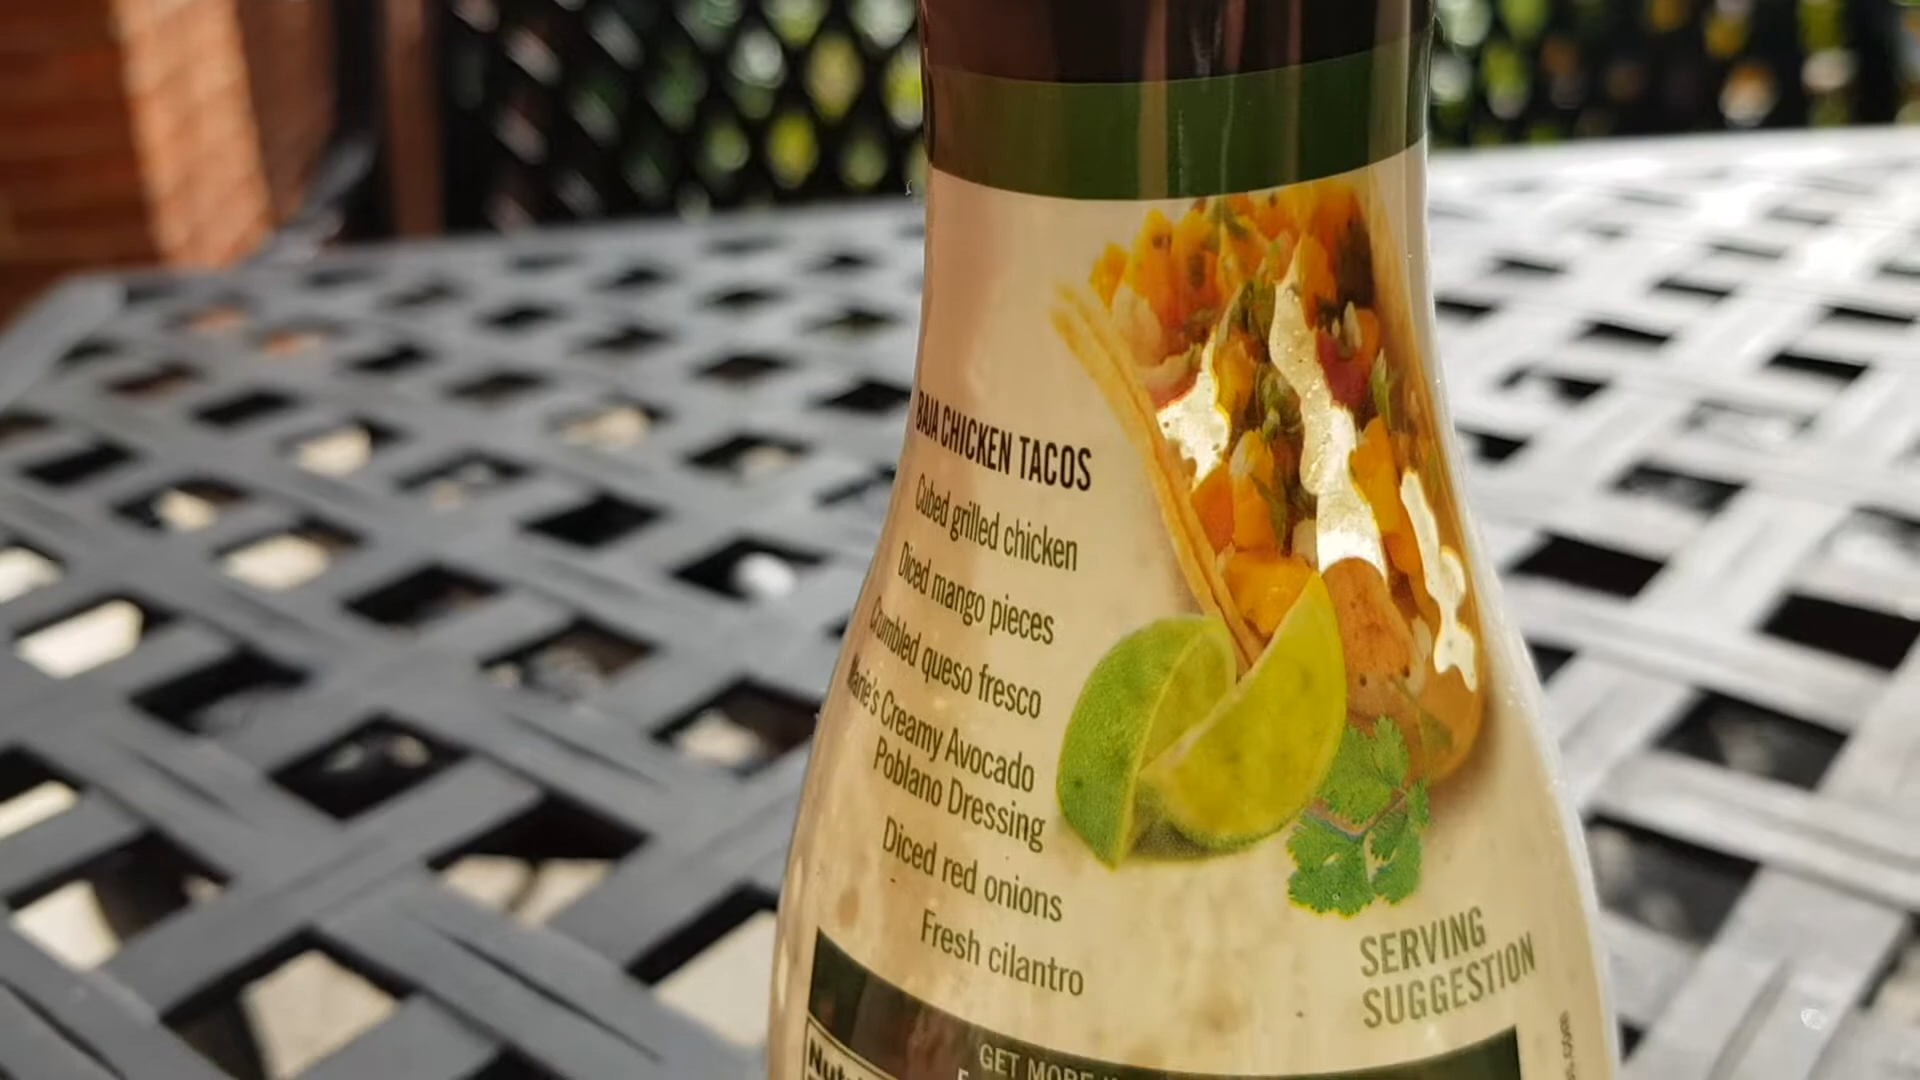 BAJA CHICKEN TACOS
Cubed grilled chicken
Diced mango pieces
Crumbled queso fresco
Marie's Creamy Avocado
Poblano Dressing
Diced red onions
Fresh cilantro
SERVING
SUGGESTION
GET MORE